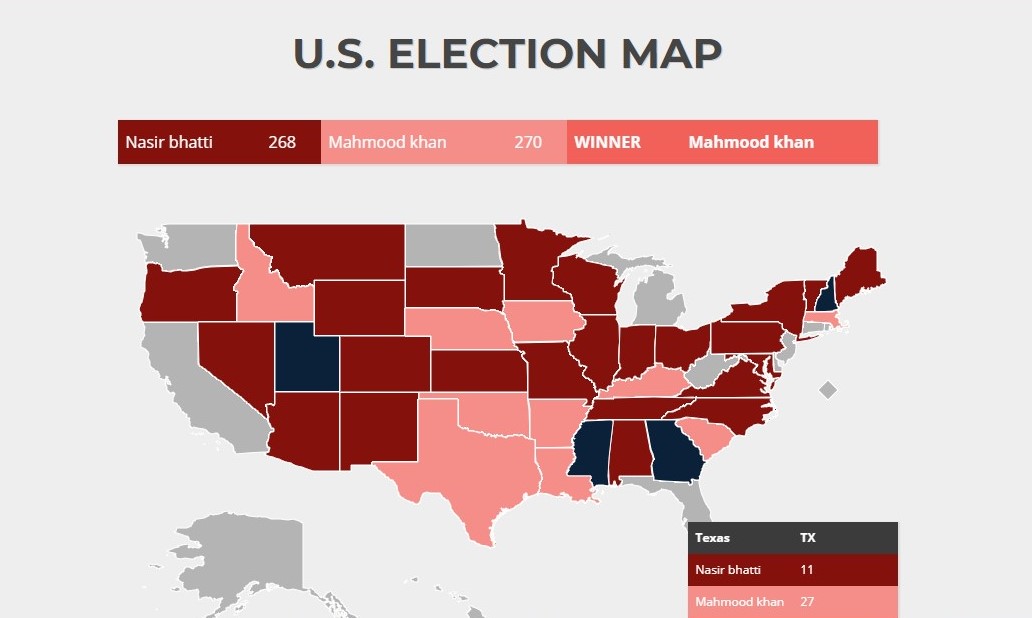 U.S. ELECTION MAP
Nasir bhatti 268 Mahmood khan 270 WINNER Mahmood khan
Texas TX
Nasir bhatti 11
Mahmood khan 27